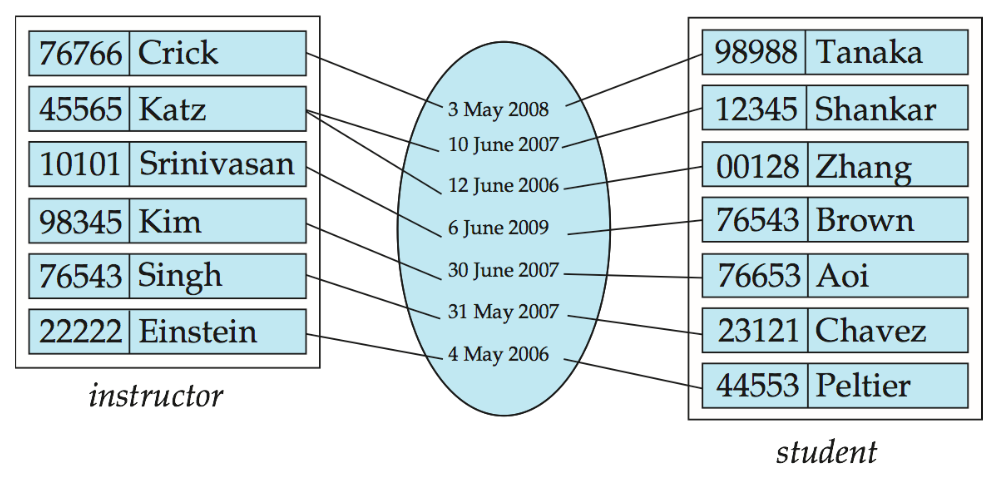 76766 Crick
45565 Katz
10101 Srinivasan
98345 Kim
76543 Singh
22222 Einstein
instructor
3 May 2008
10 June 2007
12 June 2006
6 June 2009
30 June 2007
31 May 2007
4 May 2006
98988 Tanaka
12345 Shankar
00128 Zhang
76543 Brown
76653 Aoi
23121 Chavez
44553 Peltier
student